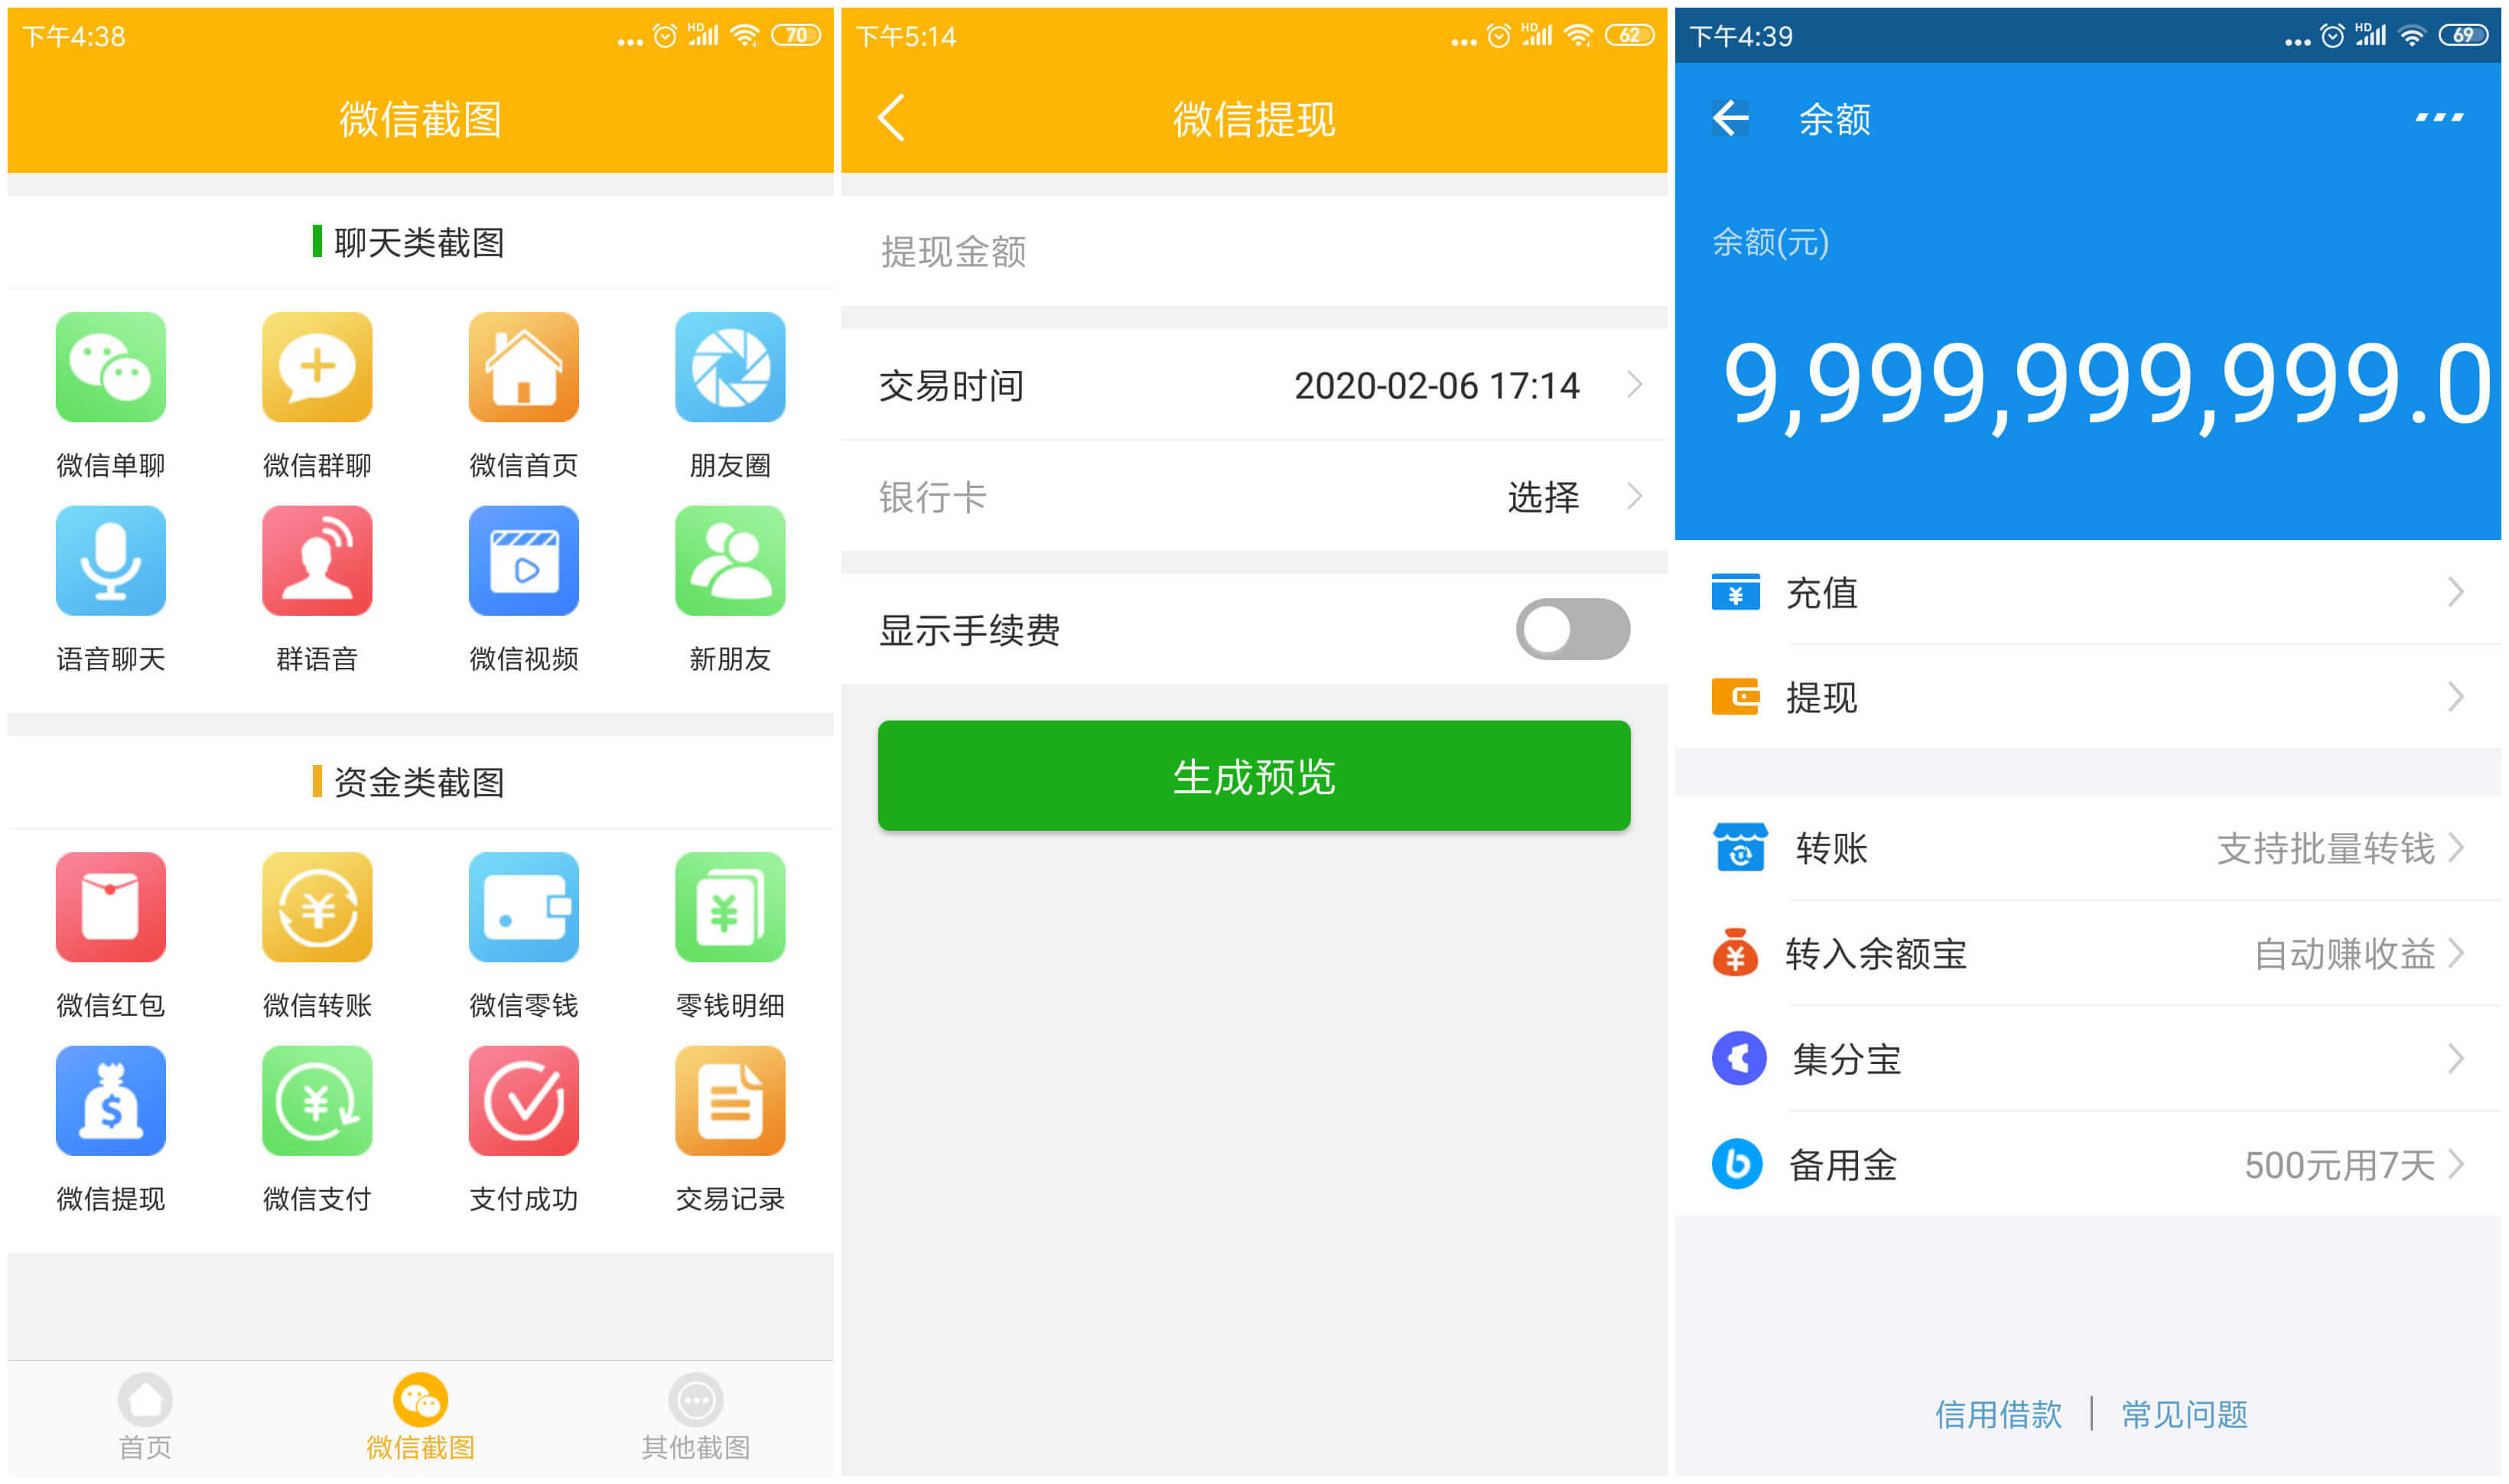 下午4:38
HD
70
微信截图
聊天类截图
微信单聊 微信群聊 微信首页 朋友圈
语音聊天 群语音 微信视频 新朋友
资金类截图
微信红包 微信转账 微信零钱 零钱明细
微信提现 微信支付 支付成功 交易记录
首页 微信截图 其他截图
下午5:14
HD
62
微信提现
提现金额
交易时间 2020-02-06 17:14
银行卡 选择
显示手续费
生成预览
下午4:39
HD
69
余额
余额(元)
9,999,999,999.0
充值
提现
转账 支持批量转钱
转入余额宝 自动赚收益
集分宝
备用金 500元用7天
信用借款 | 常见问题